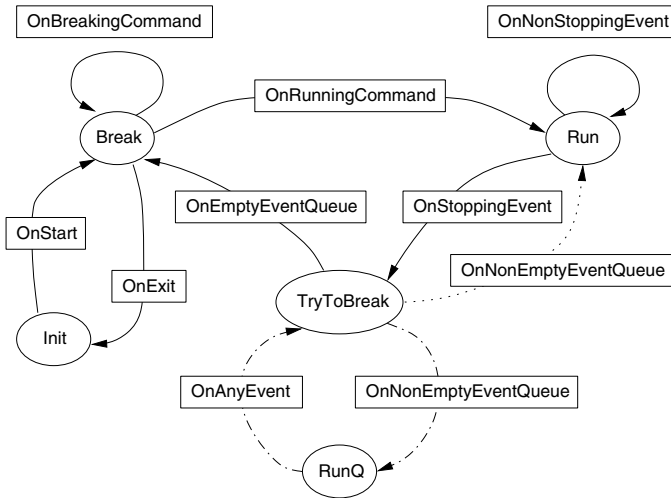 OnBreakingCommand
OnNonStoppingEvent
OnRunningCommand
Break
Run
OnEmptyEventQueue
OnStoppingEvent
OnStart
OnNonEmptyEventQueue
OnExit
TryToBreak
Init
OnAnyEvent
OnNonEmptyEventQueue
RunQ